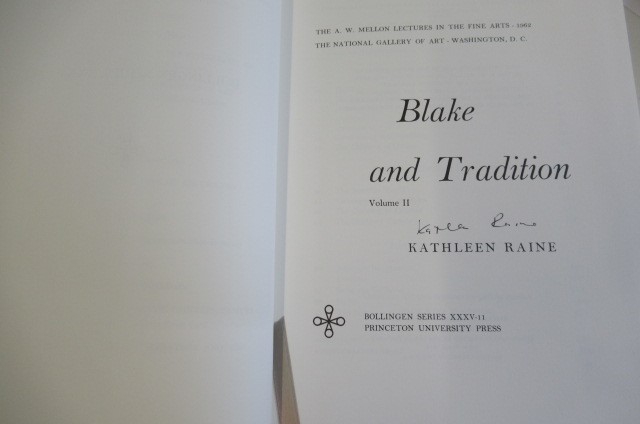 THE A. W. MELLON LECTURES IN THE FINE ARTS · 1962
THE NATIONAL GALLERY OF ART · WASHINGTON, D. C.
Blake
and Tradition
Volume II
Raine
KATHLEEN RAINE
BOLLINGEN SERIES XXXV·11
PRINCETON UNIVERSITY PRESS